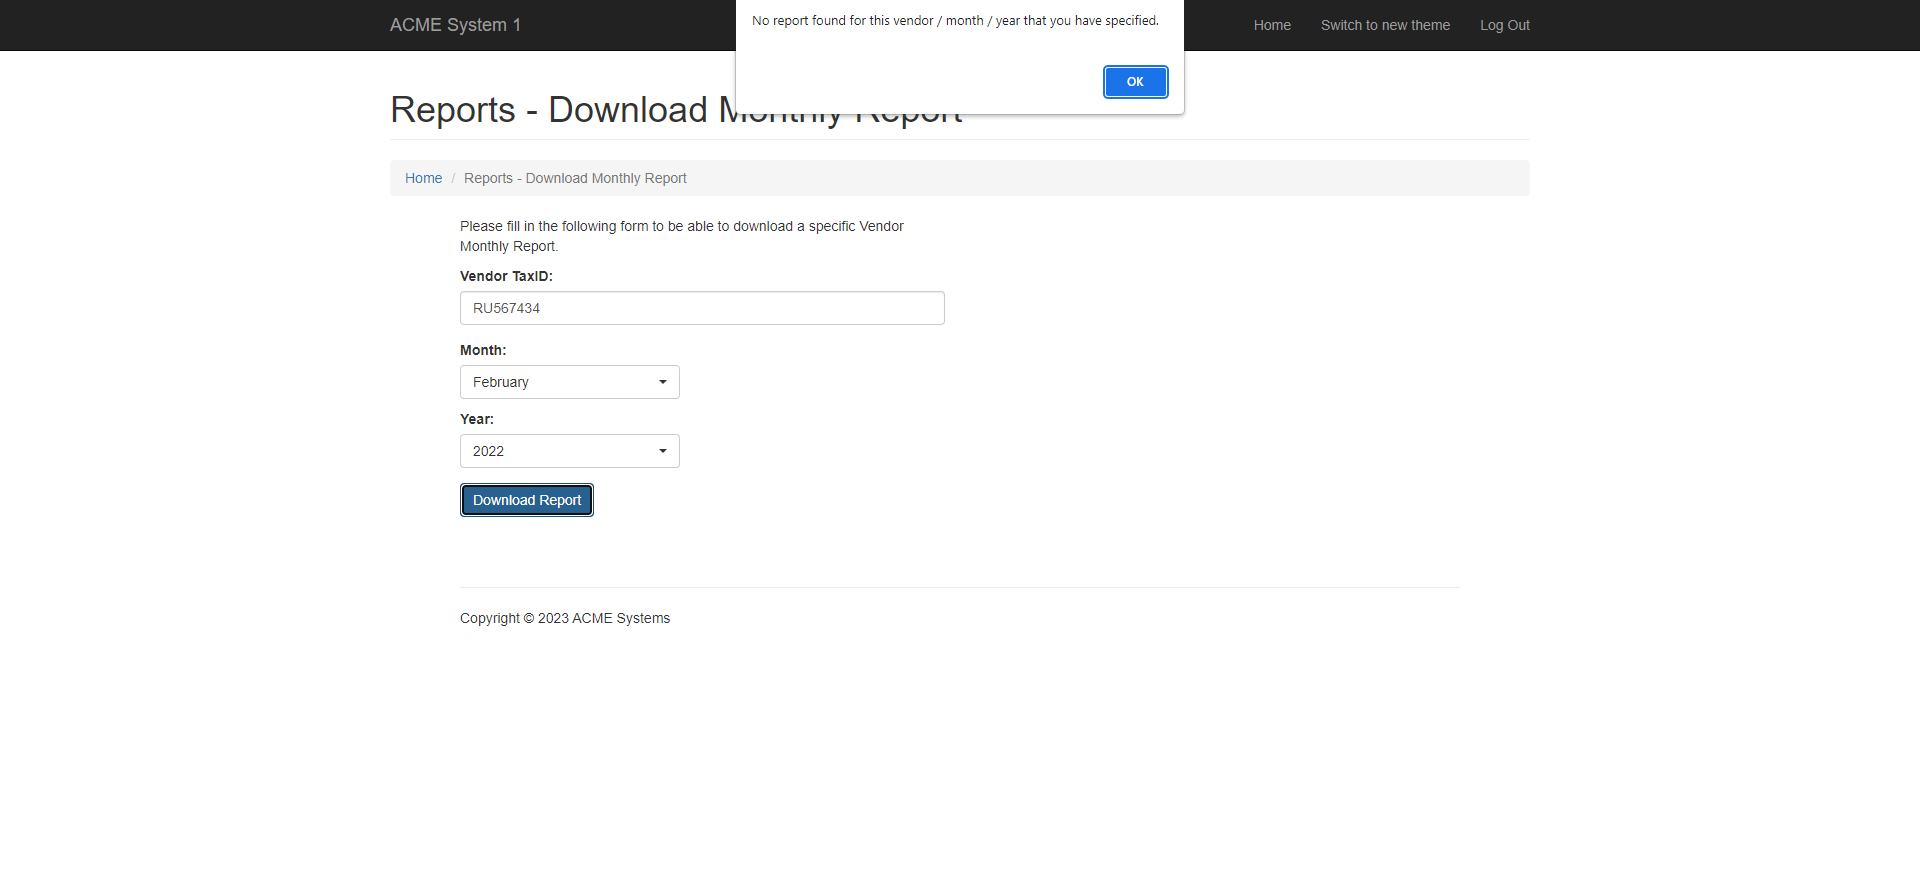 ACME System 1
No report found for this vendor / month / year that you have specified.
Home
Switch to new theme
Log Out
OK
Reports - Download Monthly Report
Home / Reports - Download Monthly Report
Please fill in the following form to be able to download a specific Vendor
Monthly Report.
Vendor TaxID:
RU567434
Month:
February
Year:
2022
Download Report
Copyright © 2023 ACME Systems